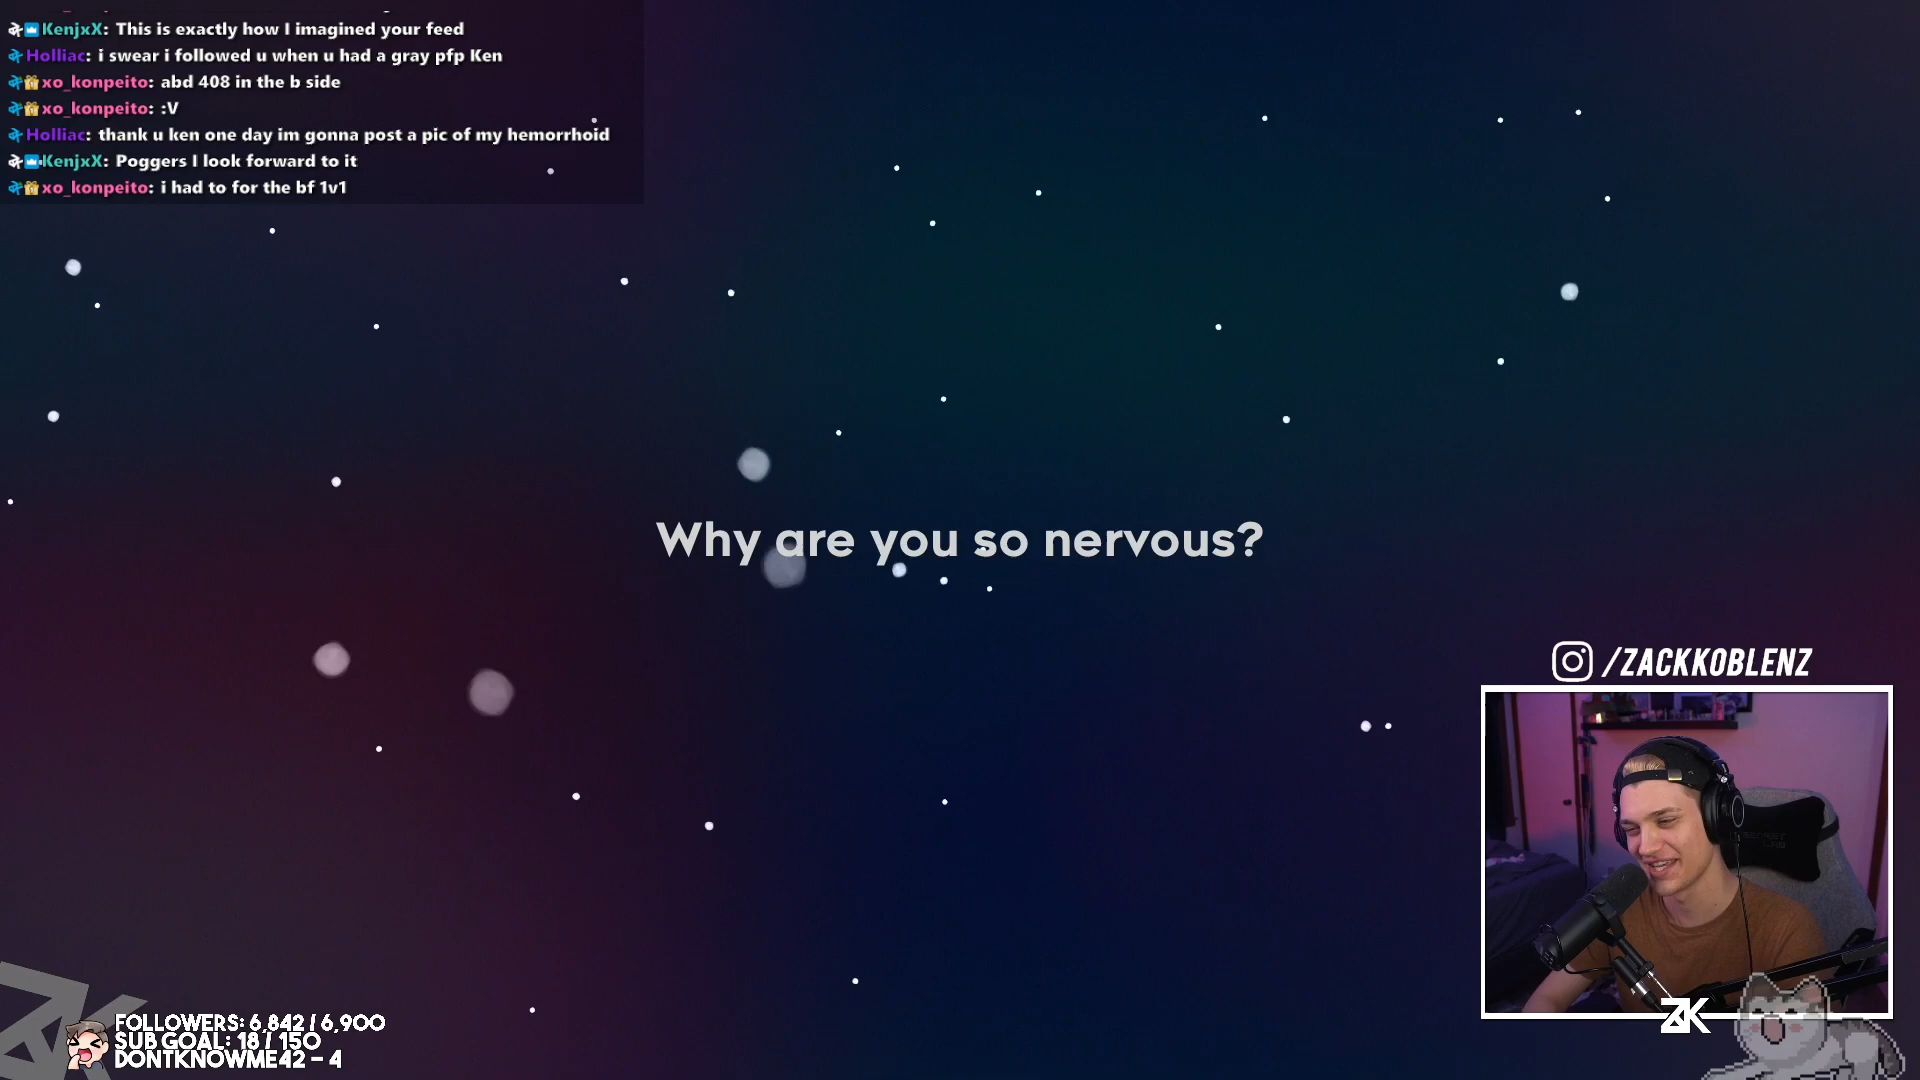 KenjxX: This is exactly how I imagined your feed
Holliac: i swear i followed u when u had a gray pfp Ken
xo_konpeito: abd 408 in the b side
xo_konpeito: :V
Holliac: thank u ken one day im gonna post a pic of my hemorrhoid
KenjxX: Poggers I look forward to it
xo_konpeito: i had to for the bf 1v1
Why are you so nervous?
/ZACKKOBLENZ
ZK
ZK
FOLLOWERS: 6,842 / 6,900
SUB GOAL: 18 / 150
DONTKNOWME42 - 4